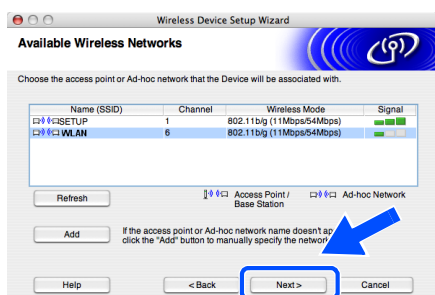 Wireless Device Setup Wizard
Available Wireless Networks
Choose the access point or Ad-hoc network that the Device will be associated with.
Name (SSID) Channel Wireless Mode Signal
SETUP 1 802.11b/g (11Mbps/54Mbps)
WLAN 6 802.11b/g (11Mbps/54Mbps)
Refresh Access Point / Ad-hoc Network
Base Station
Add If the access point or Ad-hoc network name doesn't
click the "Add" button to manually specify the
Help < Back Next > Cancel